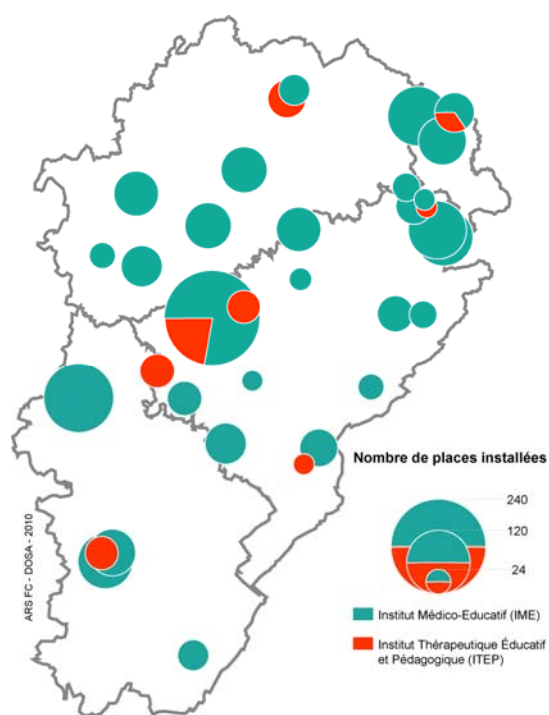 Nombre de places installées
240
120
24
Institut Médico-Educatif (IME)
Institut Thérapeutique Éducatif
et Pédagogique (ITEP)
ARS FC - DOSA - 2010